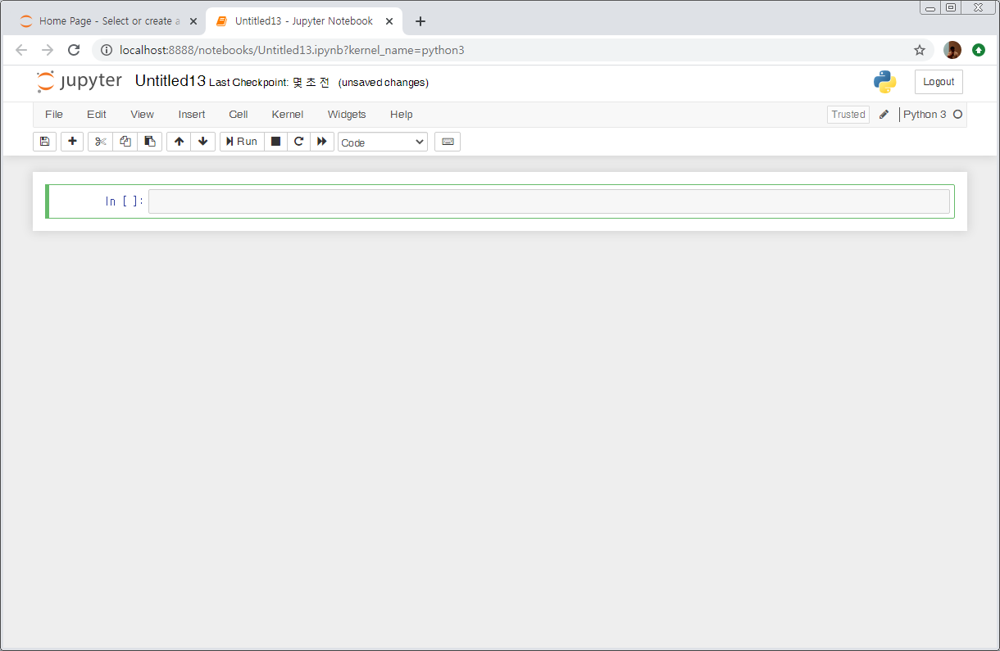 Home Page - Select or create a
Untitled13 - Jupyter Notebook
localhost:8888/notebooks/Untitled13.ipynb?kernel_name=python3
jupyter Untitled13 Last Checkpoint: 몇 초 전 (unsaved changes)
Logout
File Edit View Insert Cell Kernel Widgets Help
Trusted Python 3
Run Code
In [ ]: